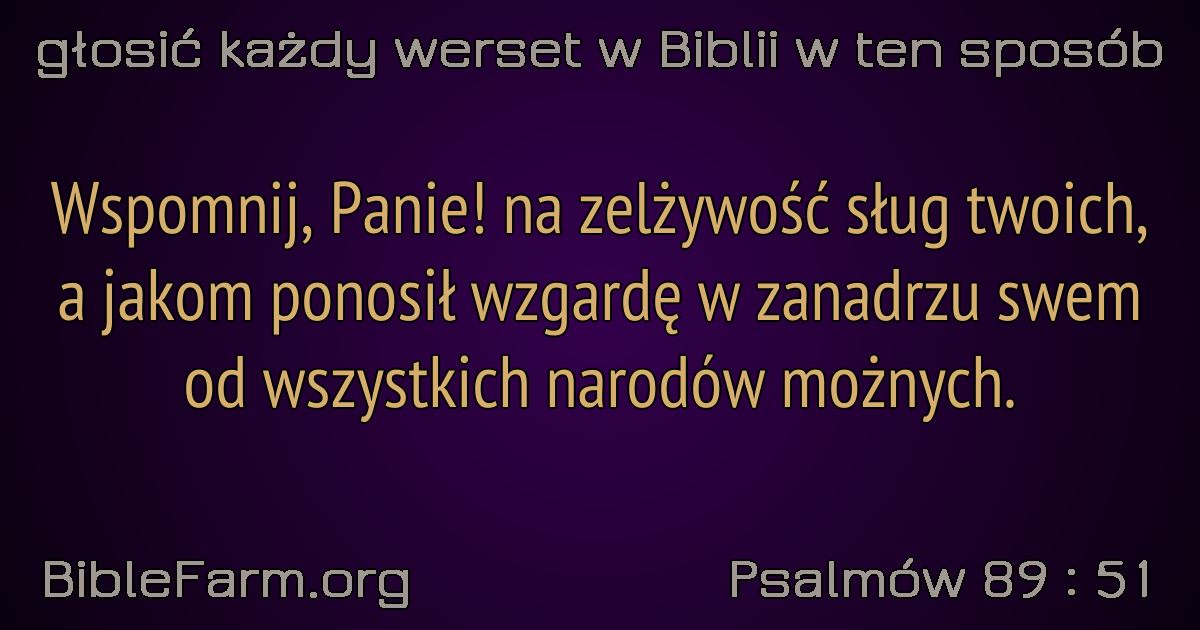 głosić każdy werset w Biblii w ten sposób
Wspomnij, Panie! na zelżywość sług twoich,
a jakom ponosił wzgardę w zanadrzu swem
od wszystkich narodów możnych.
BibleFarm.org
Psalmów 89 : 51